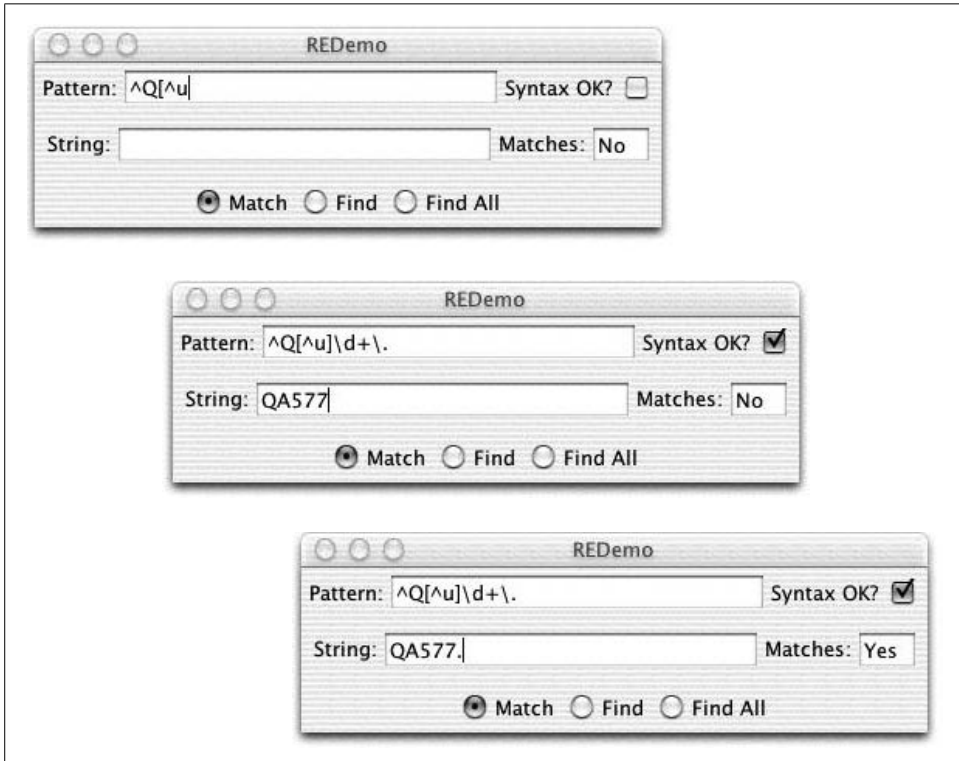 REDemo
Pattern: ^Q[^u Syntax OK?
String: Matches: No
Match Find Find All
REDemo
Pattern: ^Q[^u]\d+\. Syntax OK?
String: QA577 Matches: No
Match Find Find All
REDemo
Pattern: ^Q[^u]\d+\. Syntax OK?
String: QA577. Matches: Yes
Match Find Find All